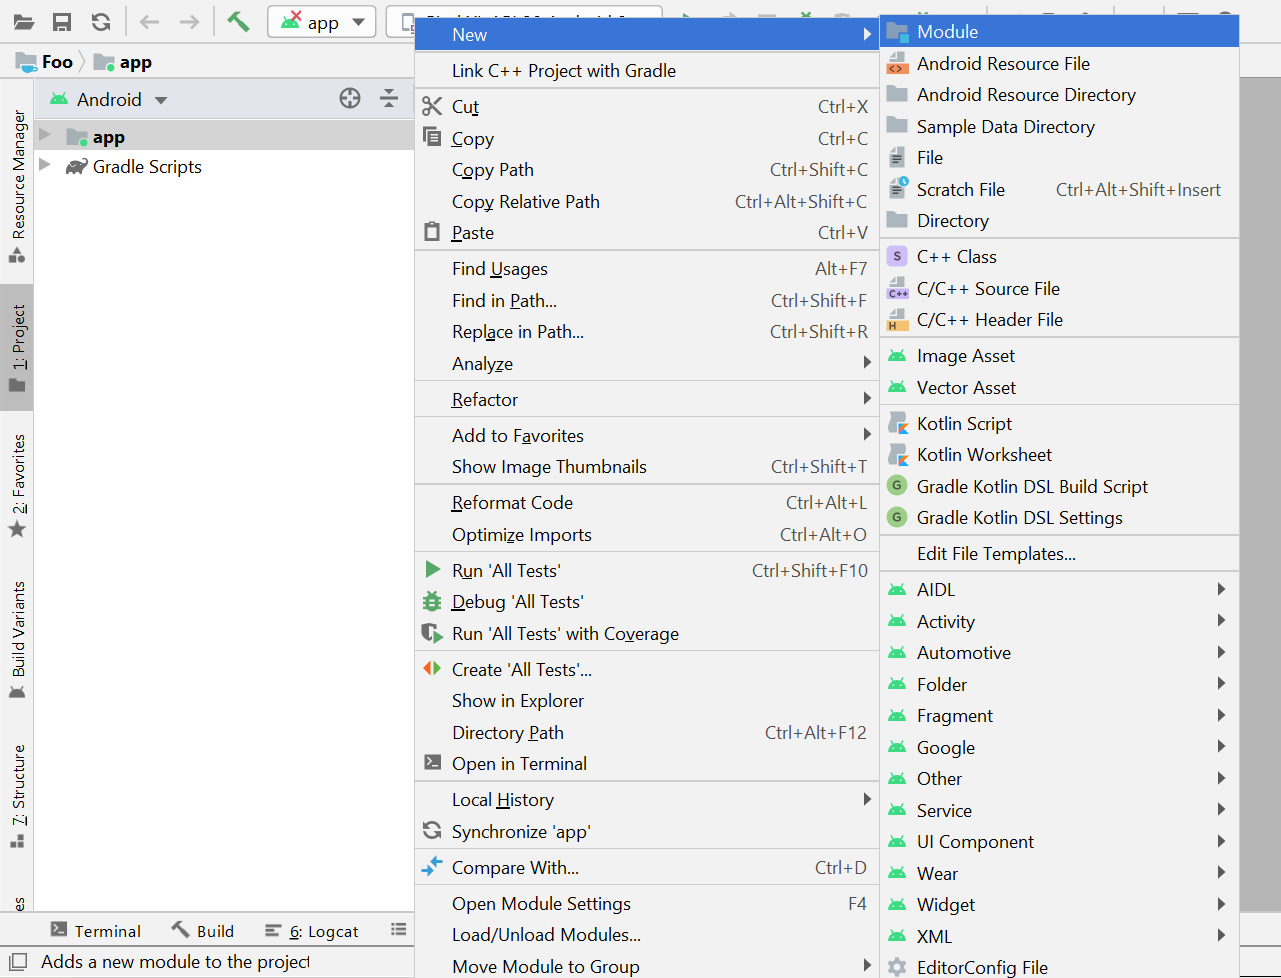 app
Foo
app
Android
app
Gradle Scripts
Resource Manager
1: Project
2: Favorites
Build Variants
7: Structure
es
New
Link C++ Project with Gradle
Cut Ctrl+X
Copy Ctrl+C
Copy Path Ctrl+Shift+C
Copy Relative Path Ctrl+Alt+Shift+C
Paste Ctrl+V
Find Usages Alt+F7
Find in Path... Ctrl+Shift+F
Replace in Path... Ctrl+Shift+R
Analyze
Refactor
Add to Favorites
Show Image Thumbnails Ctrl+Shift+T
Reformat Code Ctrl+Alt+L
Optimize Imports Ctrl+Alt+O
Run 'All Tests' Ctrl+Shift+F10
Debug 'All Tests'
Run 'All Tests' with Coverage
Create 'All Tests'...
Show in Explorer
Directory Path Ctrl+Alt+F12
Open in Terminal
Local History
Synchronize 'app'
Compare With... Ctrl+D
Open Module Settings F4
Load/Unload Modules...
Move Module to Group
Module
Android Resource File
Android Resource Directory
Sample Data Directory
File
Scratch File Ctrl+Alt+Shift+Insert
Directory
S C++ Class
C++ C/C++ Source File
H C/C++ Header File
Image Asset
Vector Asset
Kotlin Script
Kotlin Worksheet
G Gradle Kotlin DSL Build Script
G Gradle Kotlin DSL Settings
Edit File Templates...
AIDL
Activity
Automotive
Folder
Fragment
Google
Other
Service
UI Component
Wear
Widget
XML
EditorConfig File
Terminal
Build
6: Logcat
Adds a new module to the project